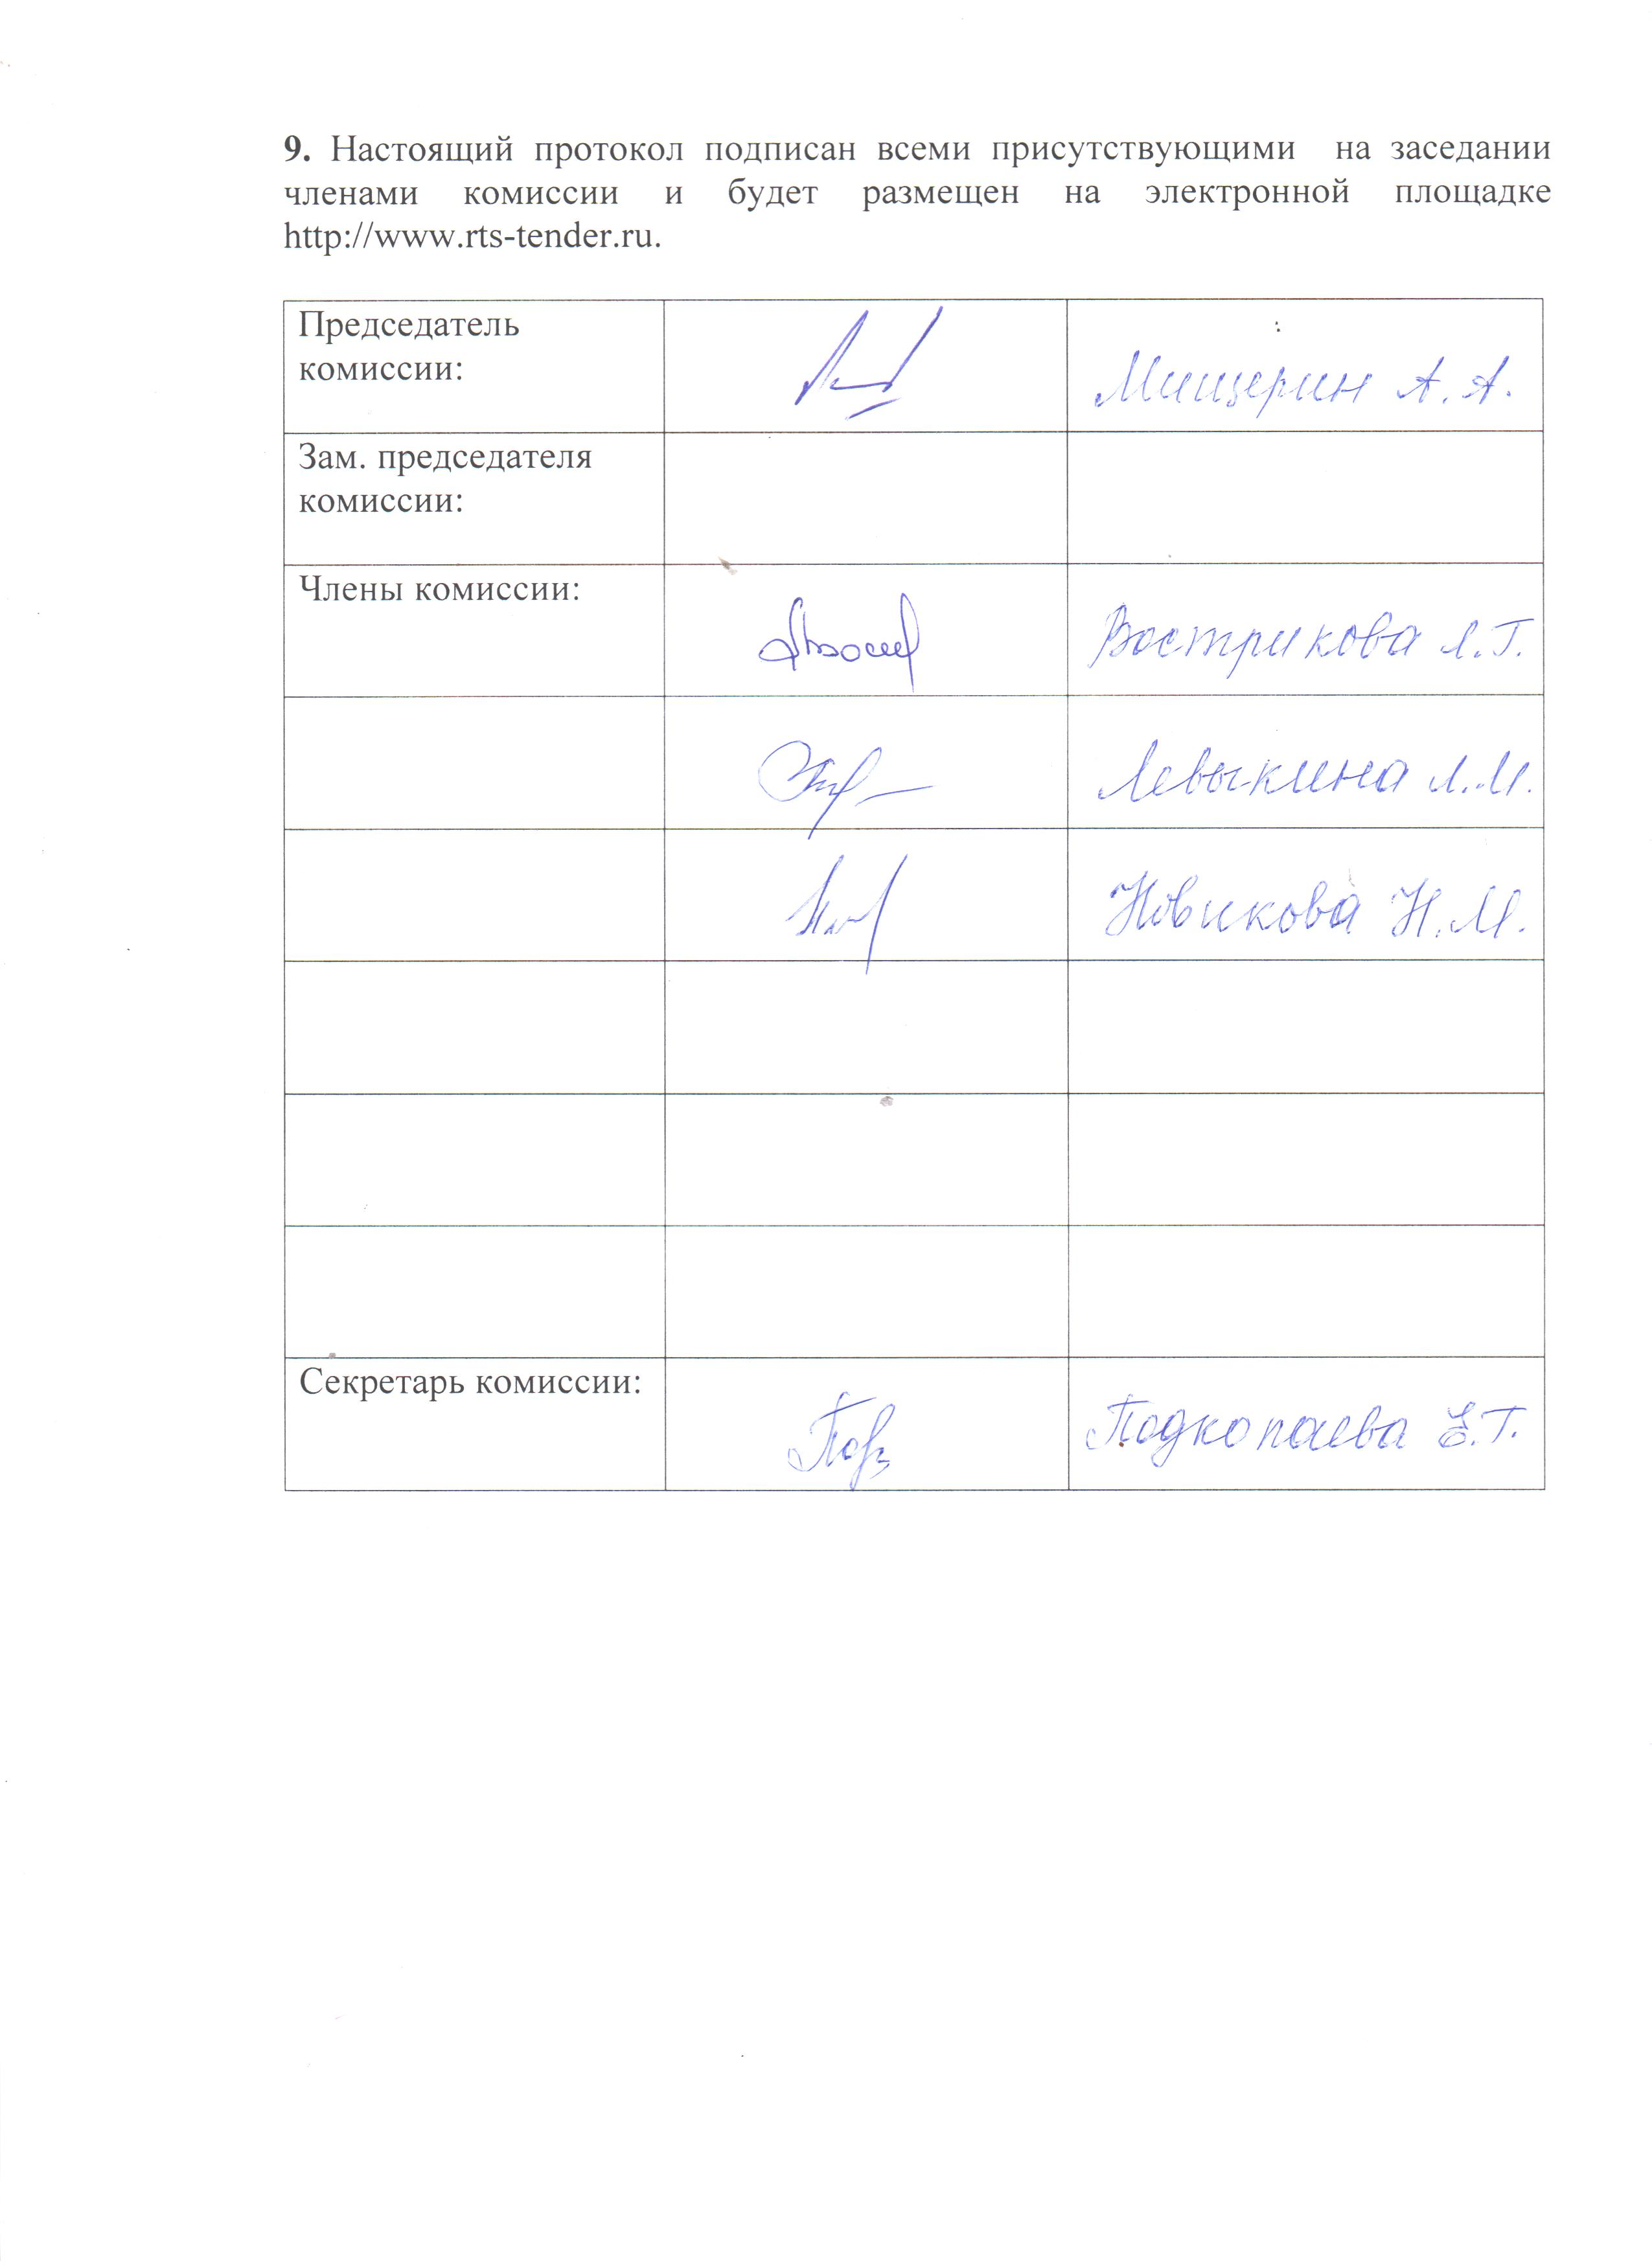 9. Настоящий протокол подписан всеми присутствующими на заседании
членами комиссии и будет размещен на электронной площадке
http://www.rts-tender.ru.
Председатель
комиссии:
Мищерин А. А.
Зам. председателя
комиссии:
Члены комиссии:
Вострикова Л.Г.
Левыкина Л.М.
Новикова Н.М.
Секретарь комиссии:
Подкопаева Е.Г.